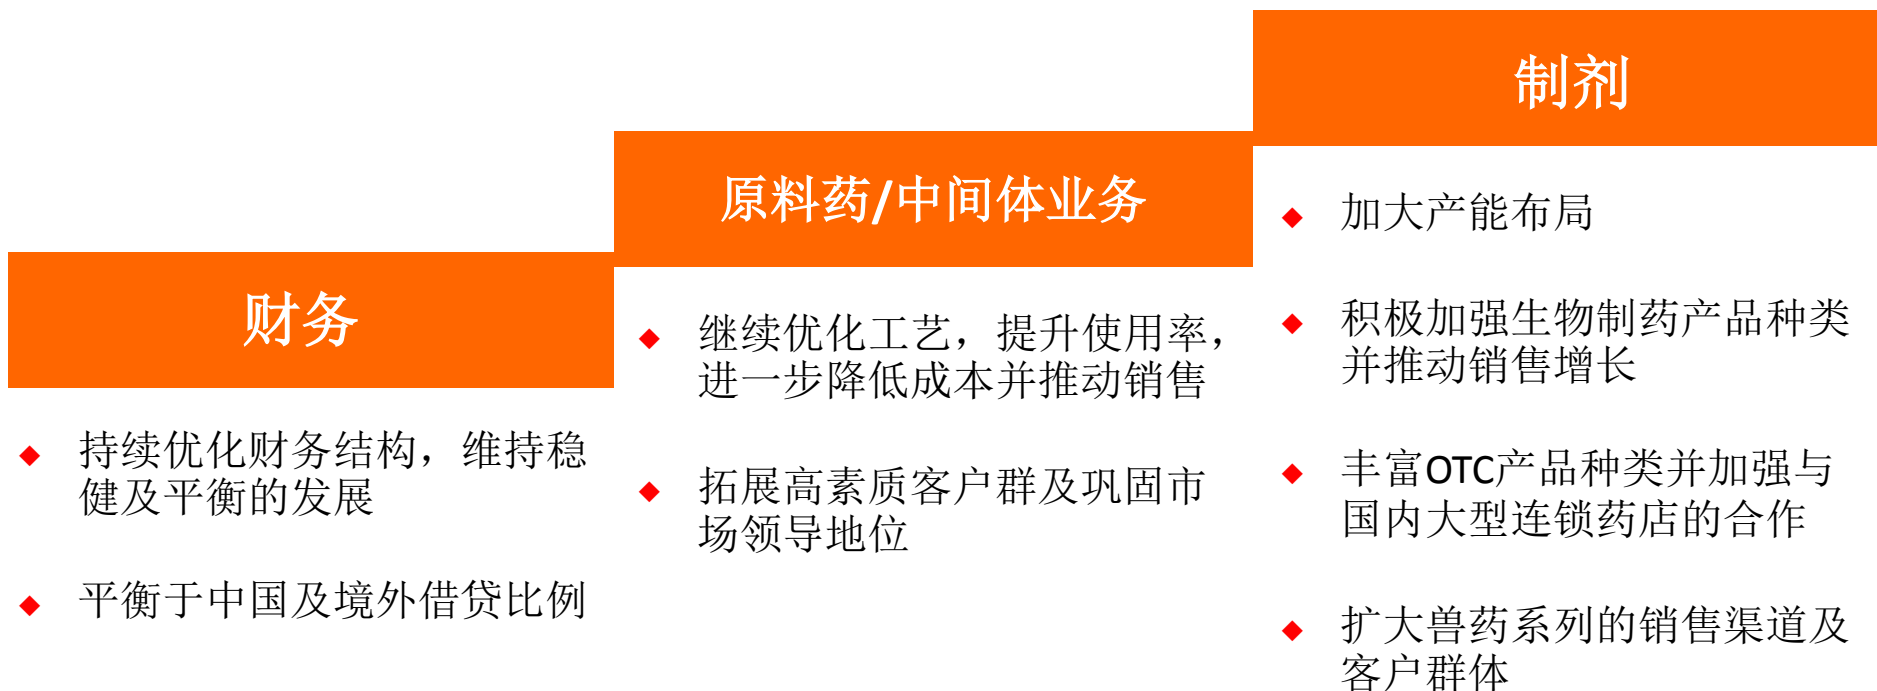 财务
持续优化财务结构，维持稳
健及平衡的发展
平衡于中国及境外借贷比例
原料药/中间体业务
继续优化工艺，提升使用率，
进一步降低成本并推动销售
拓展高素质客户群及巩固市
场领导地位
制剂
加大产能布局
积极加强生物制药产品种类
并推动销售增长
丰富OTC产品种类并加强与
国内大型连锁药店的合作
扩大兽药系列的销售渠道及
客户群体